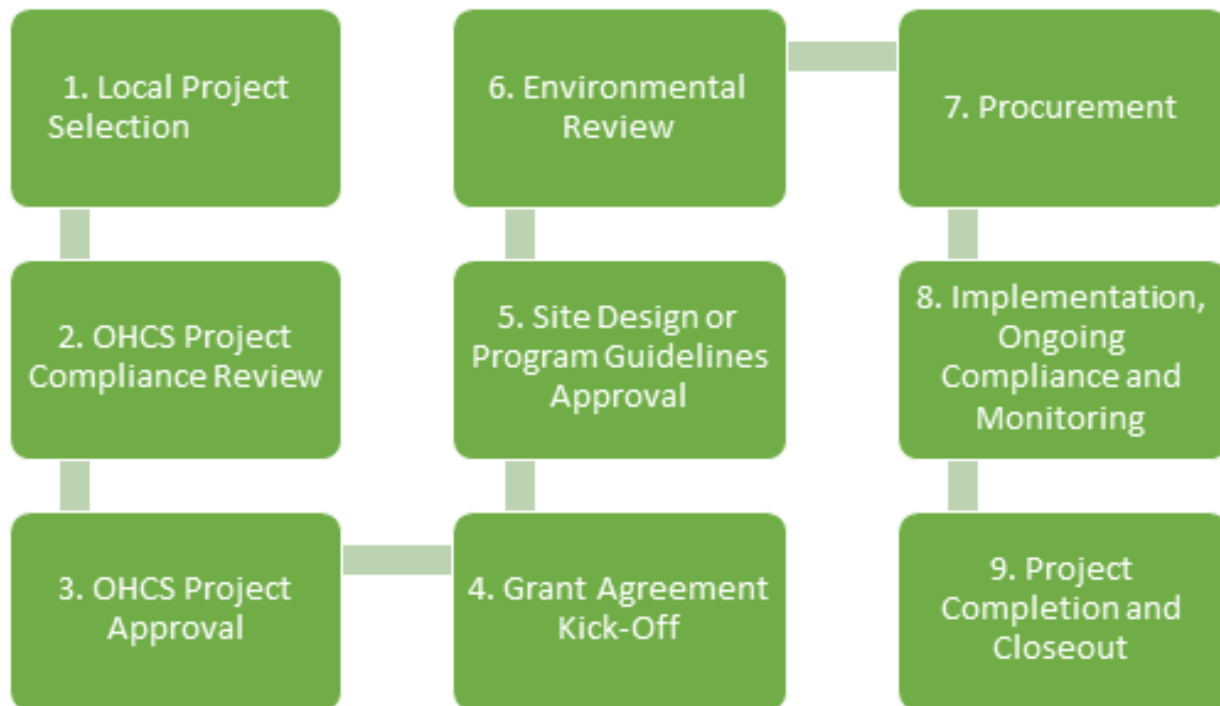 1. Local Project
Selection
2. OHCS Project
Compliance Review
3. OHCS Project
Approval
4. Grant Agreement
Kick-Off
5. Site Design or
Program Guidelines
Approval
6. Environmental
Review
7. Procurement
8. Implementation,
Ongoing
Compliance and
Monitoring
9. Project
Completion and
Closeout